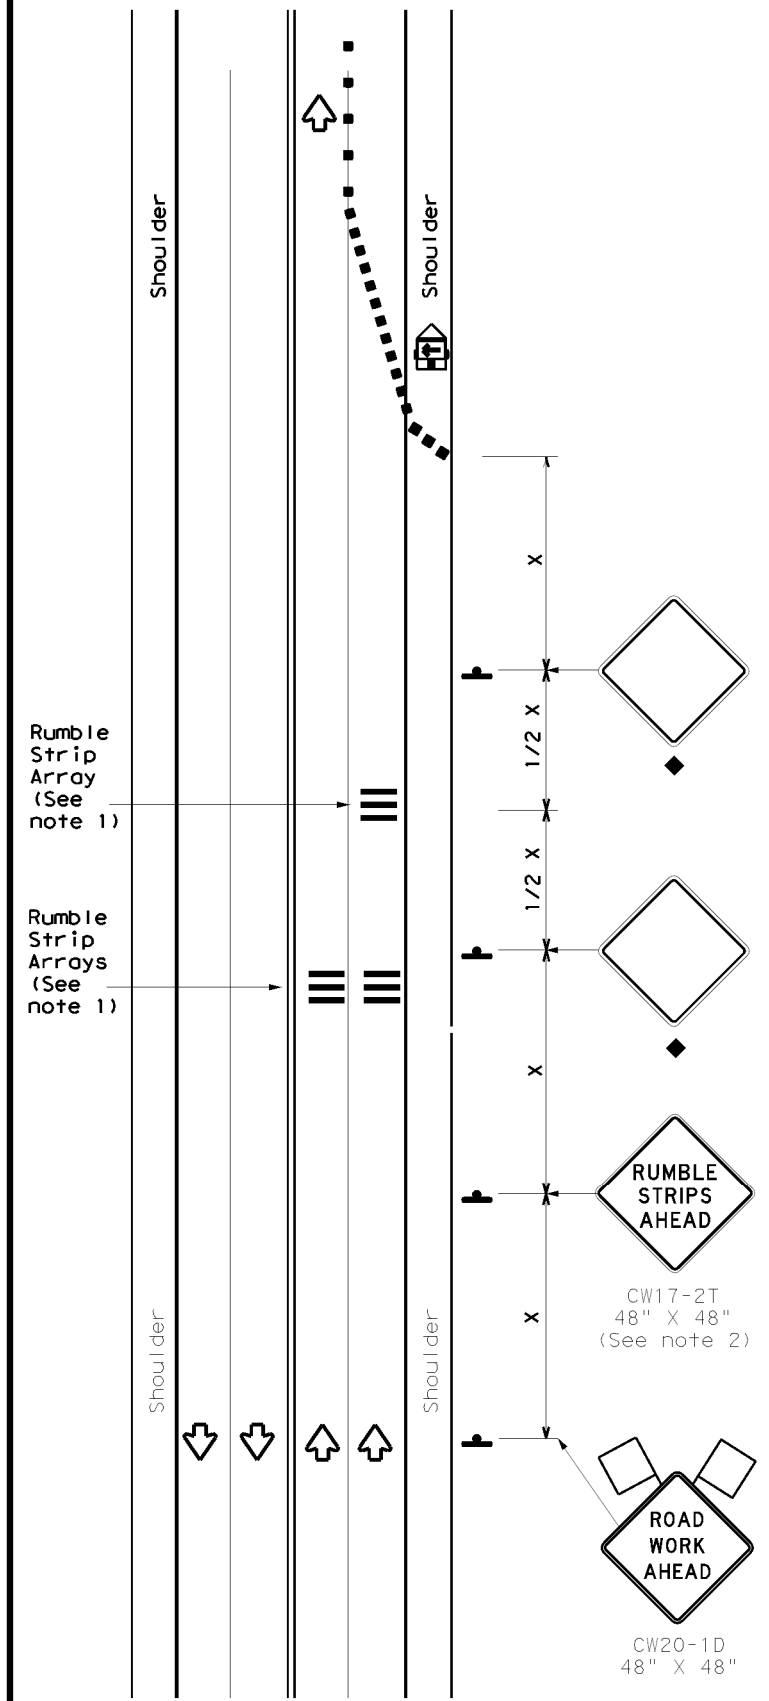 Shoulder
Shoulder
X
1/2 X
Rumble
Strip
Array
(See
note 1)
1/2 X
Rumble
Strip
Arrays
(See
note 1)
X
RUMBLE
STRIPS
AHEAD
CW17-2T
48" X 48"
(See note 2)
X
Shoulder
Shoulder
ROAD
WORK
AHEAD
CW20-1D
48" X 48"